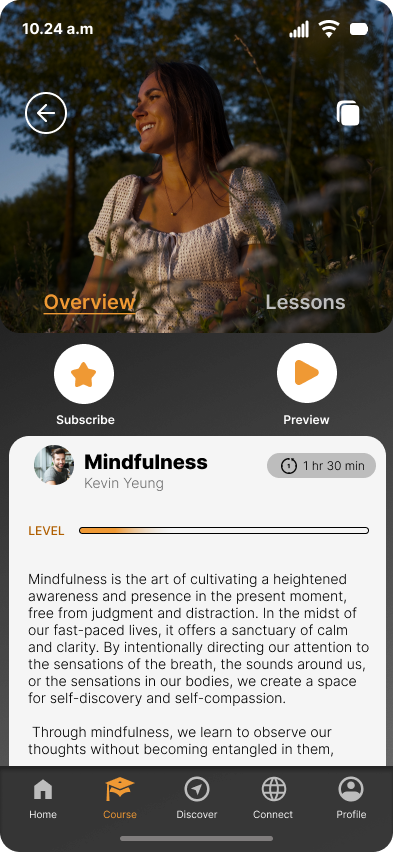 10.24 a.m
Overview
Lessons
Subscribe
Preview
Mindfulness
1 hr 30 min
Kevin Yeung
LEVEL
Mindfulness is the art of cultivating a heightened
awareness and presence in the present moment,
free from judgment and distraction. In the midst of
our fast-paced lives, it offers a sanctuary of calm
and clarity. By intentionally directing our attention to
the sensations of the breath, the sounds around us,
or the sensations in our bodies, we create a space
for self-discovery and self-compassion.
Through mindfulness, we learn to observe our
thoughts without becoming entangled in them,
Home
Course
Discover
Connect
Profile